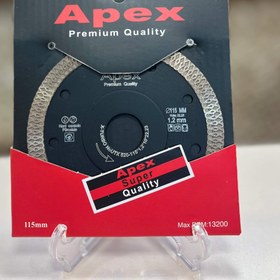 Apex
Premium Quality
Apex
Premium Quality
115 MM
1,2 mm
Apex
Super
Quality
115mm
Max RPM:13200